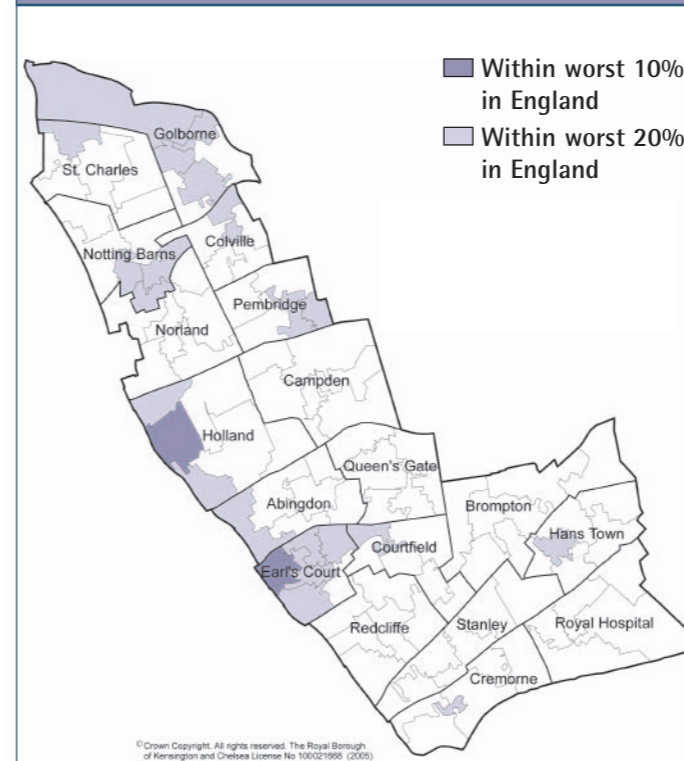 Within worst 10%
in England
Within worst 20%
in England
Golborne
St. Charles
Colville
Notting Barns
Pembridge
Norland
Campden
Holland
Queen's Gate
Abingdon
Brompton
Hans Town
Courtfield
Earl's Court
Redcliffe
Stanley
Royal Hospital
Cremorne
© Crown Copyright. All rights reserved. The Royal Borough
of Kensington and Chelsea License No 100021668 (2005)